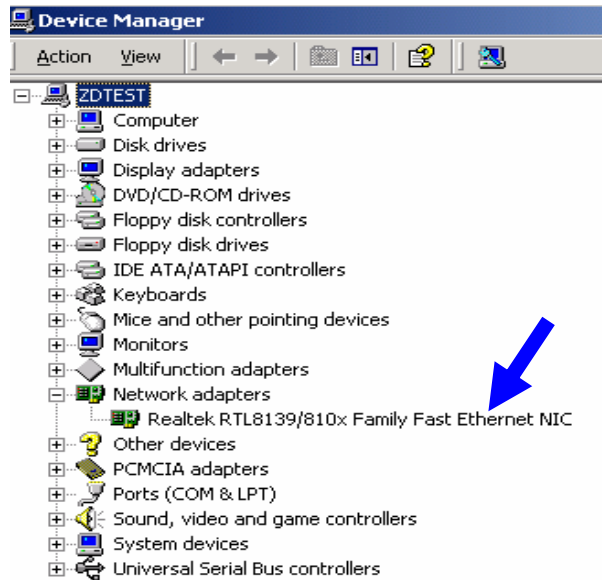 Device Manager
Action View
ZDTEST
Computer
Disk drives
Display adapters
DVD/CD-ROM drives
Floppy disk controllers
Floppy disk drives
IDE ATA/ATAPI controllers
Keyboards
Mice and other pointing devices
Monitors
Multifunction adapters
Network adapters
Realtek RTL8139/810x Family Fast Ethernet NIC
Other devices
PCMCIA adapters
Ports (COM & LPT)
Sound, video and game controllers
System devices
Universal Serial Bus controllers